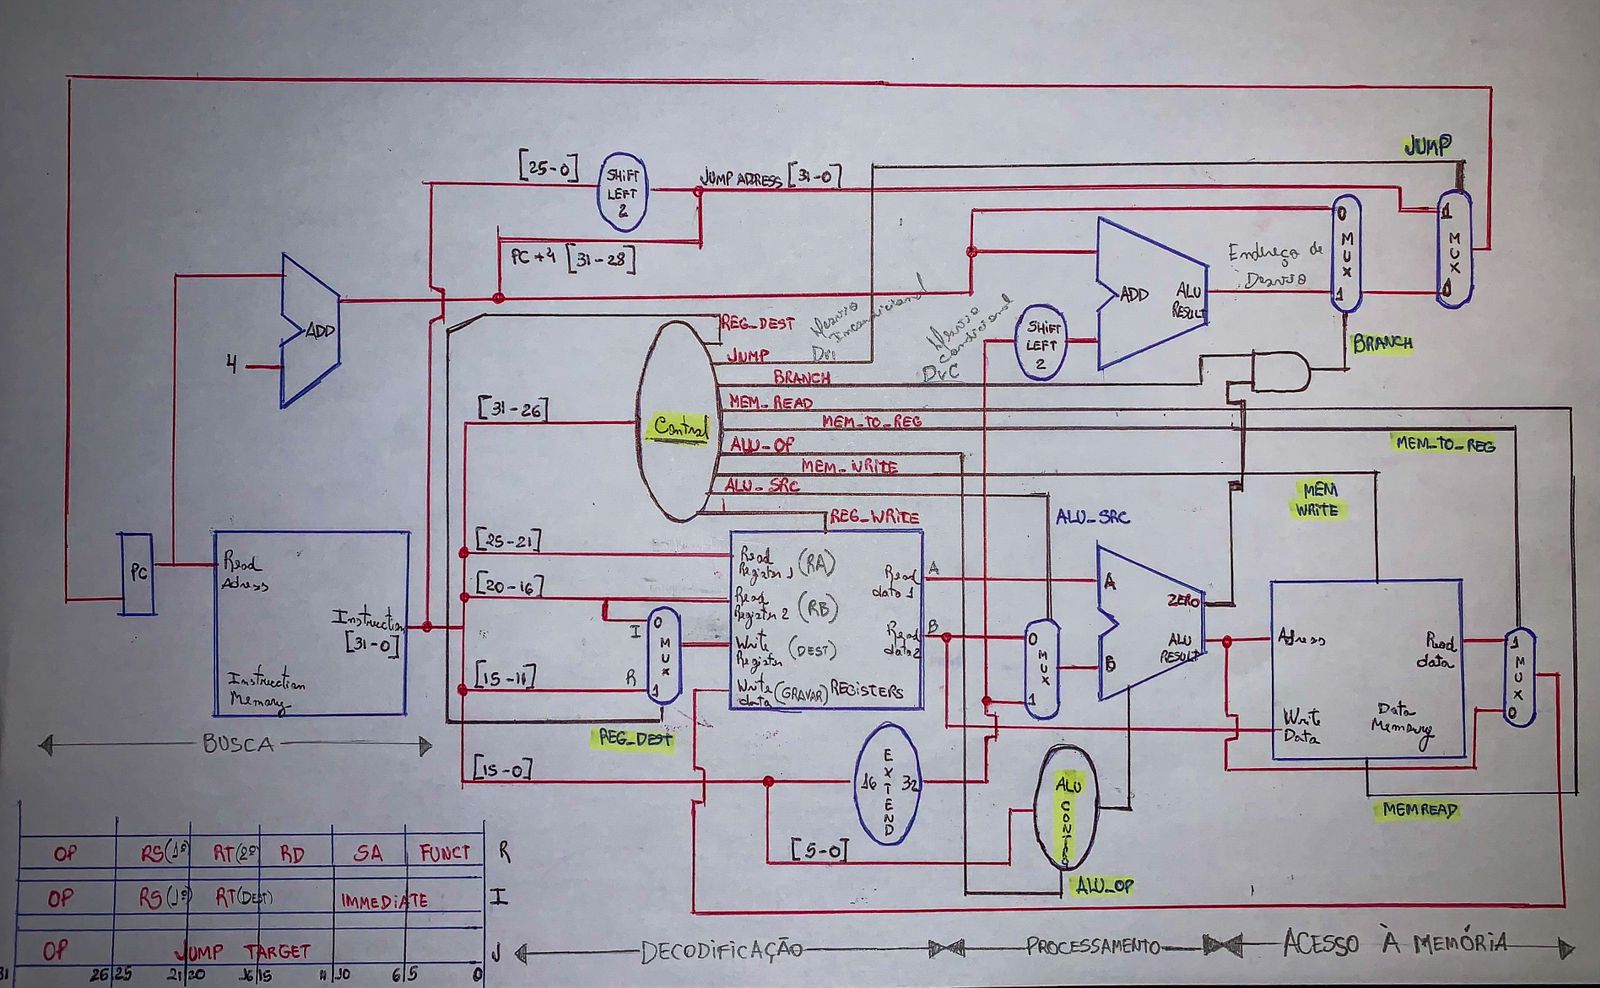 JUMP
[25-0]
SHIFT
LEFT
2
JUMP ADDRESS [31-0]
PC+4 [31-28]
0
MUX
1
1
MUX
Endereço de
Desvio
ADD
ALU
RESULT
ADD
4
REG_DEST
Desvio
Incondicional
DvI
Desvio
Condicional
DvC
SHIFT
LEFT
2
BRANCH
JUMP
BRANCH
MEM_READ
MEM_TO_REG
ALU_OP
MEM_WRITE
ALU_SRC
REG_WRITE
Control
[31-26]
MEM_TO_REG
MEM
WRITE
ALU_SRC
PC
Read
Adress
Instruction
[31-0]
Instruction
Memory
[25-21]
[20-16]
[15-11]
[15-0]
I
R
0
MUX
1
REG_DEST
Read
Register 1 (RA)
Read
Register 2 (RB)
Write
Register (DEST)
Write
data (GRAVAR) REGISTERS
Read
data 1
Read
data 2
A
B
0
MUX
1
A
B
ZERO
ALU
RESULT
Adress
Read
data
Write
Data
Data
Memory
1
MUX
0
BUSCA
16 EXTEND 32
ALU
CONTROL
MEMREAD
[5-0]
ALU_OP
OP RS(1º) RT(2º) RD SA FUNCT R
OP RS(1º) RT(DEST) IMMEDIATE I
OP JUMP TARGET J
31 26 25 21 20 16 15 11 10 6 5 0
DECODIFICAÇÃO PROCESSAMENTO ACESSO À MEMÓRIA